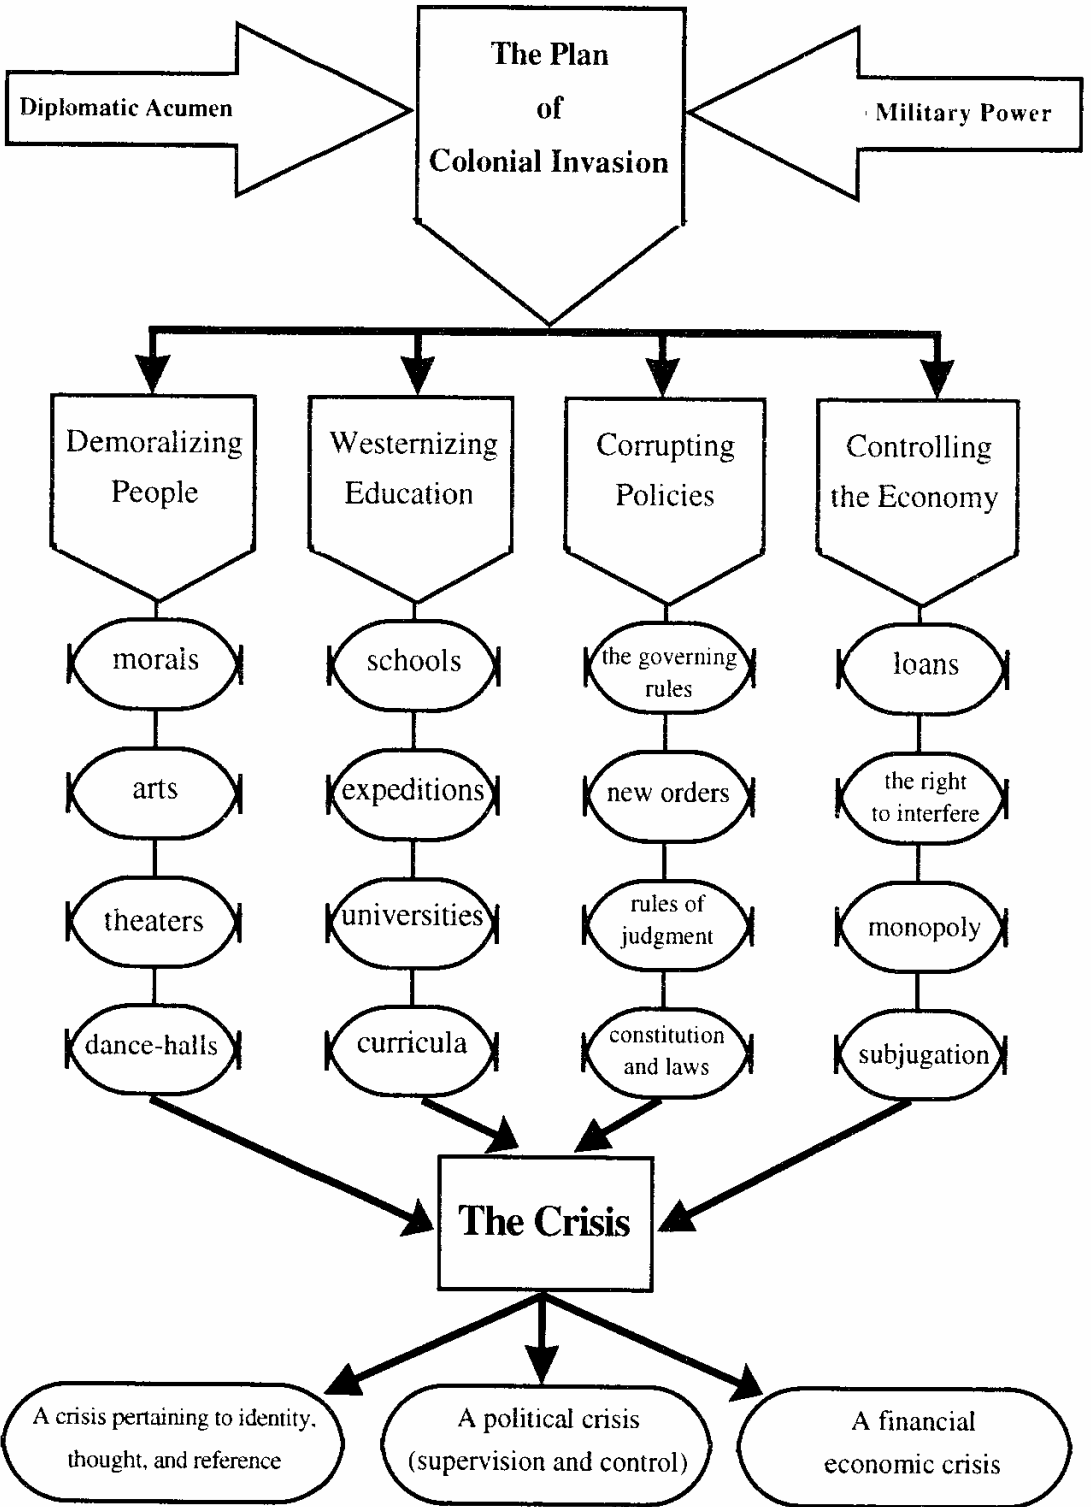 The Plan
of
Colonial Invasion
Diplomatic Acumen
Military Power
Demoralizing
People
Westernizing
Education
Corrupting
Policies
Controlling
the Economy
morals
schools
the governing
rules
loans
arts
expeditions
new orders
the right
to interfere
theaters
universities
rules of
judgment
monopoly
dance-halls
curricula
constitution
and laws
subjugation
The Crisis
A crisis pertaining to identity,
thought, and reference
A political crisis
(supervision and control)
A financial
economic crisis